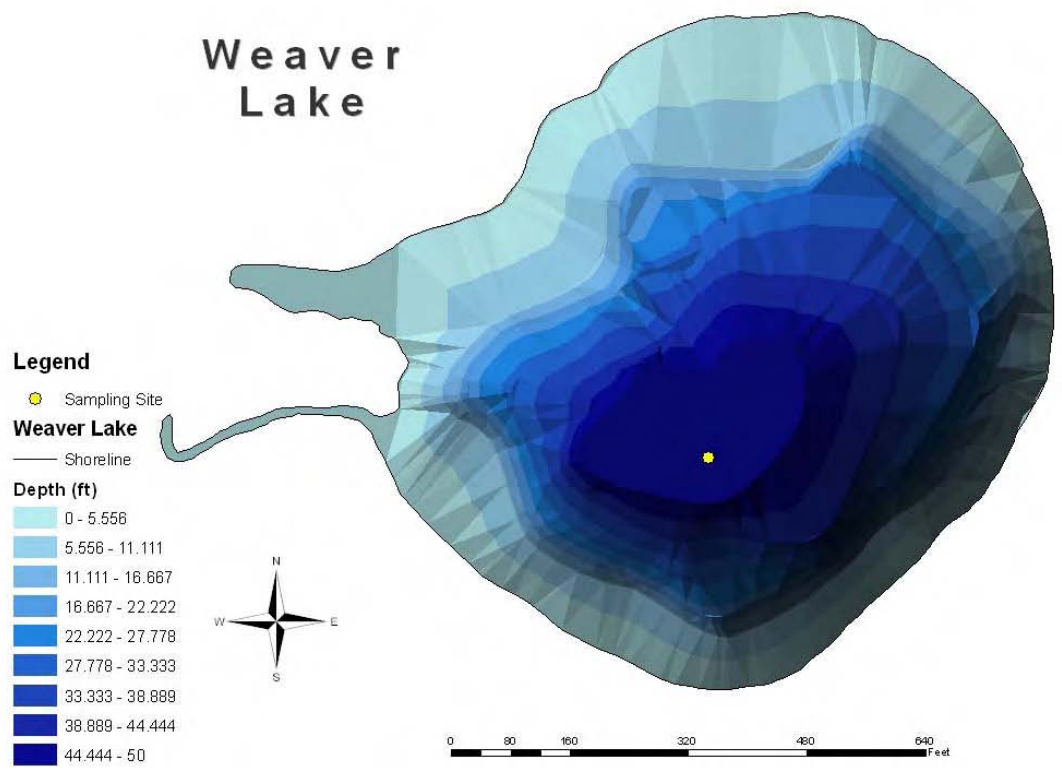 Weaver
Lake
Legend
Sampling Site
Weaver Lake
Shoreline
Depth (ft)
0 - 5.556
5.556 - 11.111
11.111 - 16.667
16.667 - 22.222
22.222 - 27.778
27.778 - 33.333
33.333 - 38.889
38.889 - 44.444
44.444 - 50
N
W E
S
0 80 160 320 480 640
Feet